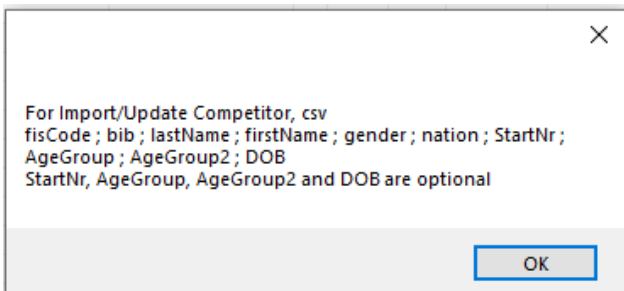 For Import/Update Competitor, csv
fisCode ; bib ; lastName ; firstName ; gender ; nation ; StartNr ;
AgeGroup ; AgeGroup2 ; DOB
StartNr, AgeGroup, AgeGroup2 and DOB are optional
OK